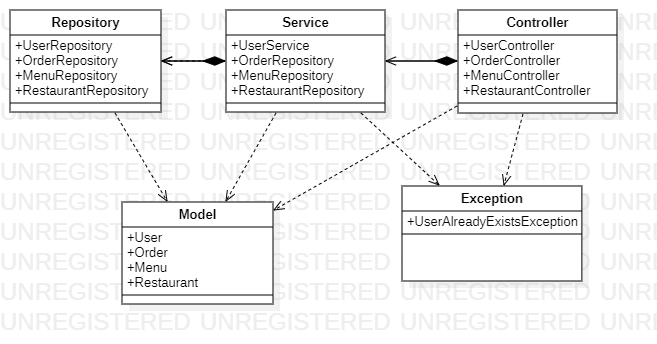 Repository
+UserRepository
+OrderRepository
+MenuRepository
+RestaurantRepository
Service
+UserService
+OrderRepository
+MenuRepository
+RestaurantRepository
Controller
+UserController
+OrderController
+MenuController
+RestaurantController
Model
+User
+Order
+Menu
+Restaurant
Exception
+UserAlreadyExistsException
UNREGISTERED UNREGISTERED UNREGISTERED UNRE